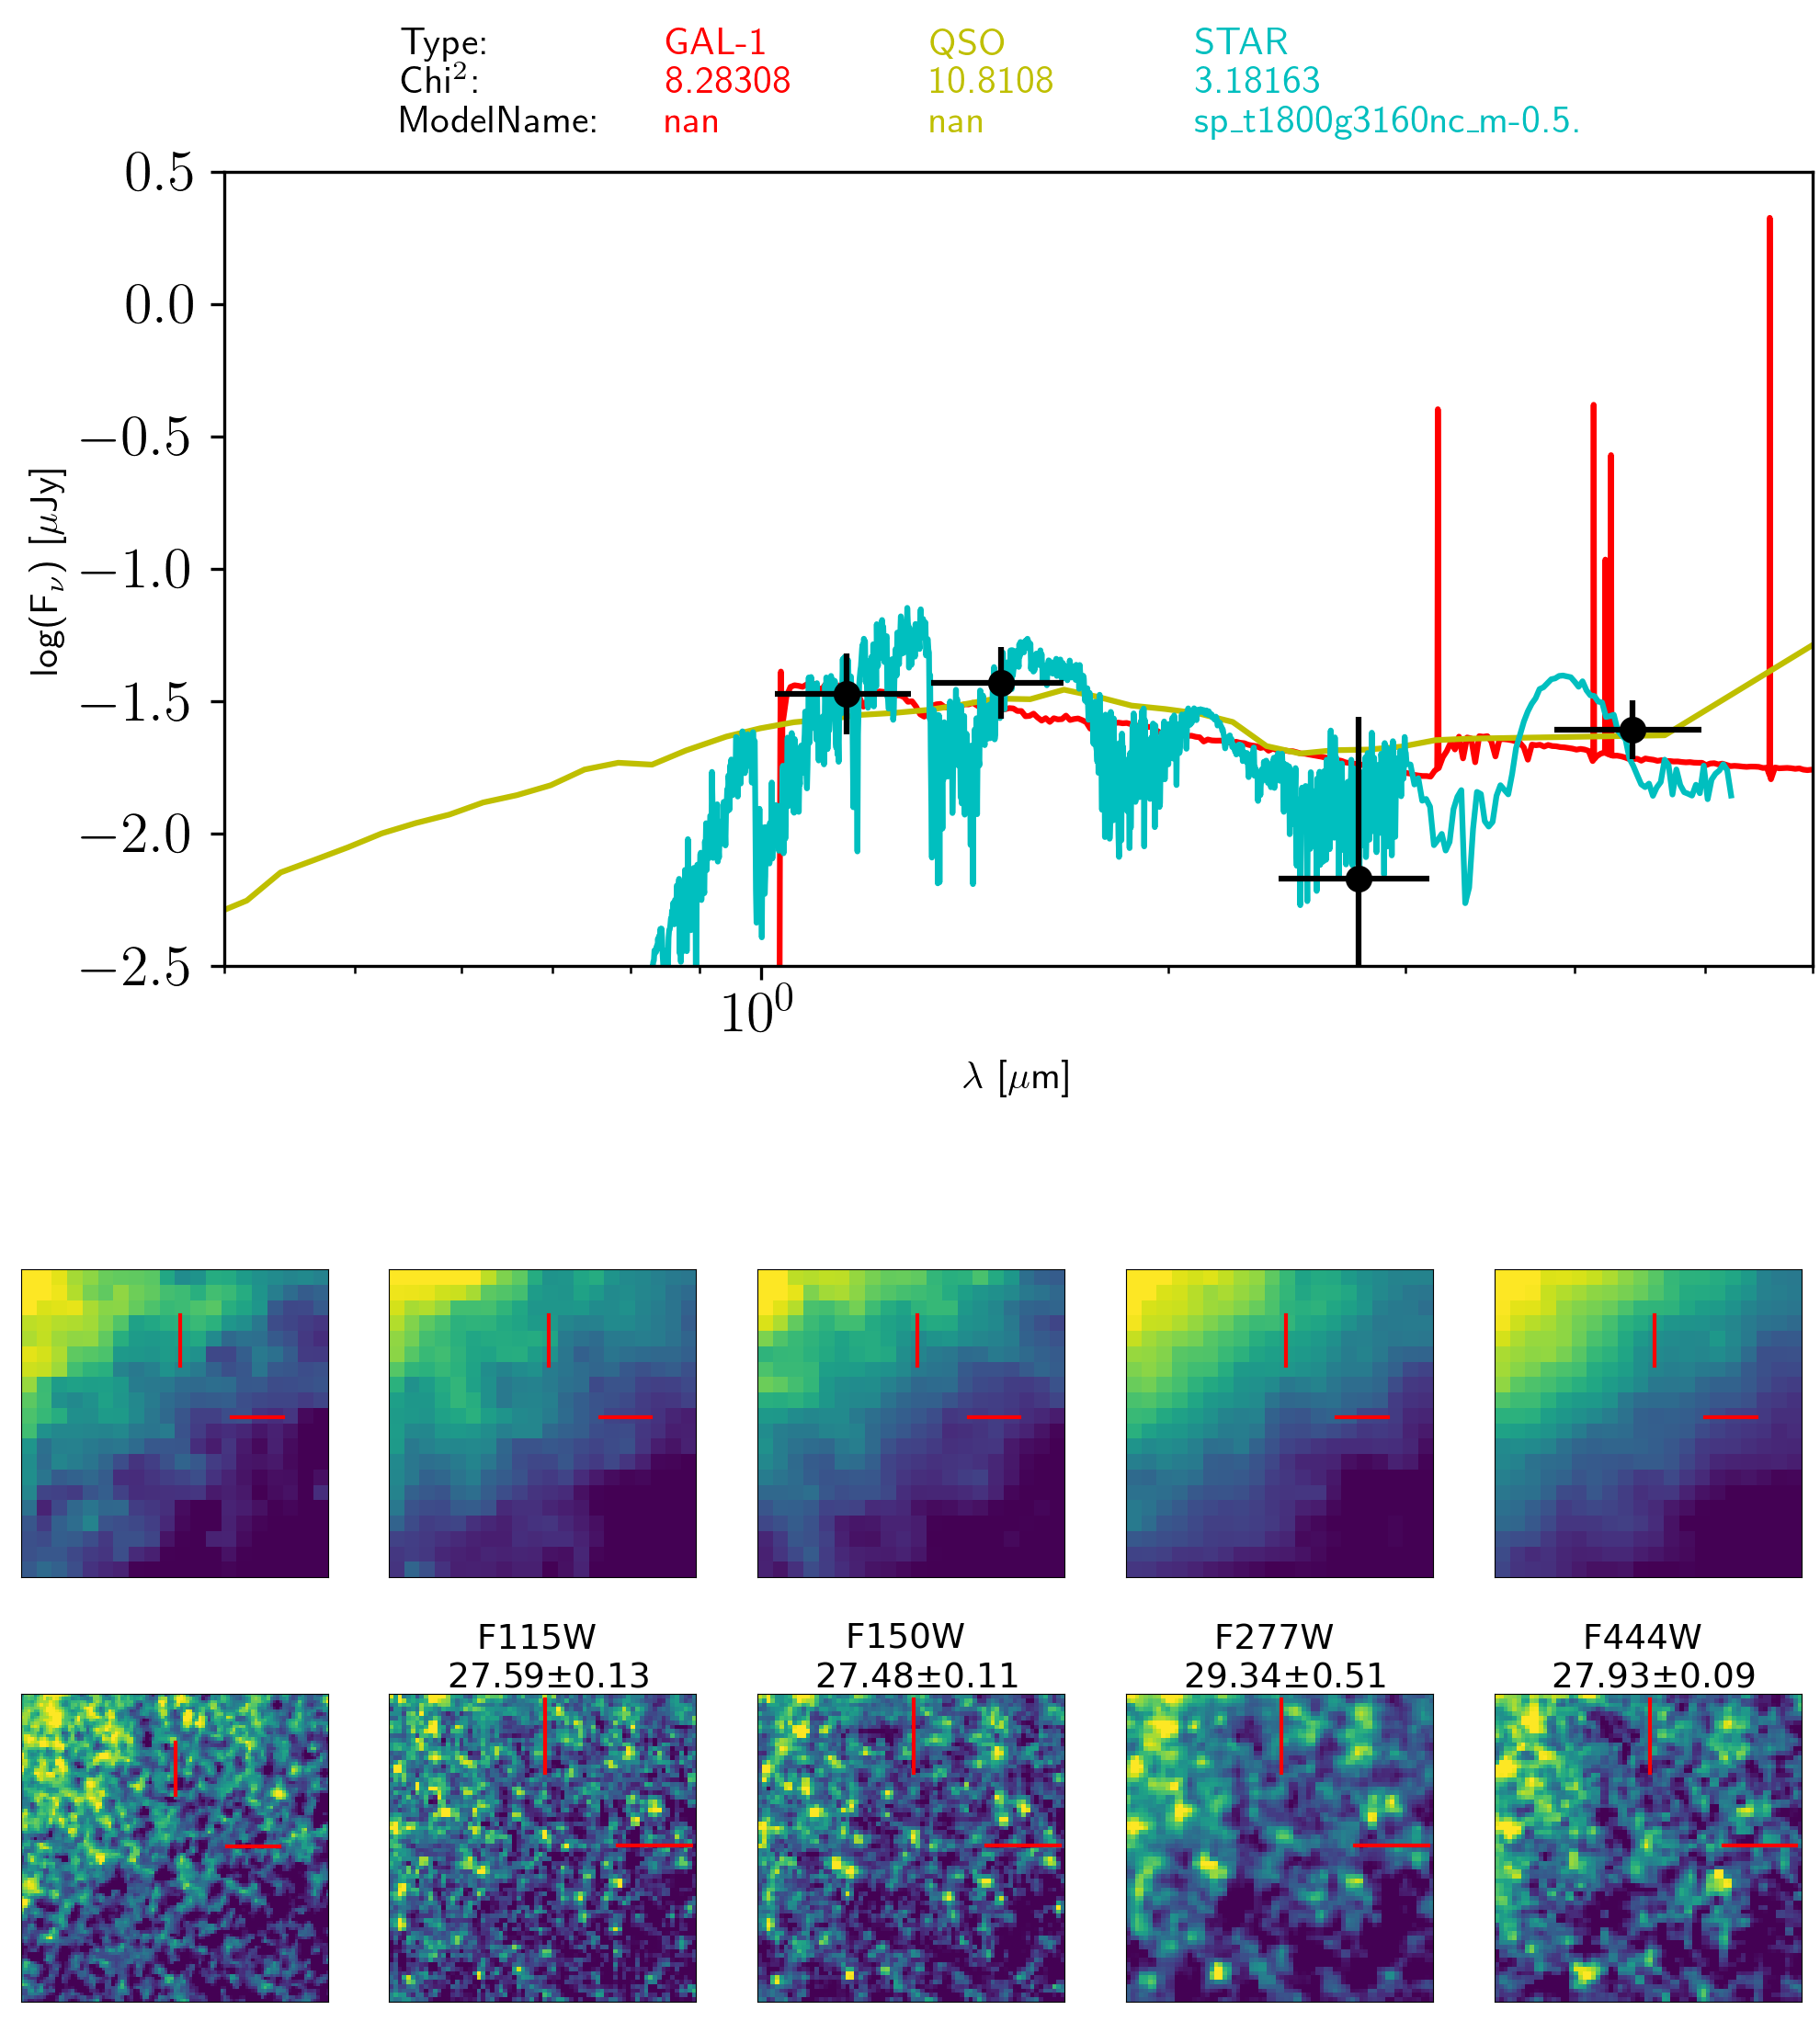 Type: GAL-1 QSO STAR
Chi²: 8.28308 10.8108 3.18163
ModelName: nan nan sp_t1800g3160nc_m-0.5.
0.5
0.0
−0.5
−1.0
−1.5
−2.0
−2.5
log(Fν) [μJy]
10⁰
λ [μm]
F115W F150W F277W F444W
27.59±0.13 27.48±0.11 29.34±0.51 27.93±0.09